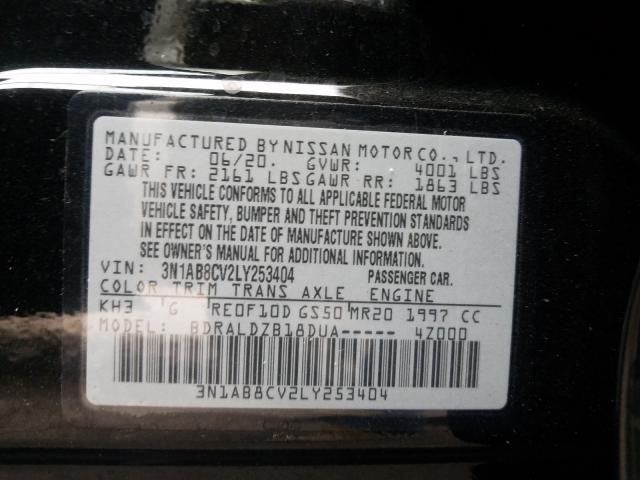 MANUFACTURED BY NISSAN MOTOR CO., LTD.
DATE: 06/20. GVWR: 4001 LBS
GAWR FR: 2161 LBS GAWR RR: 1863 LBS
THIS VEHICLE CONFORMS TO ALL APPLICABLE FEDERAL MOTOR
VEHICLE SAFETY, BUMPER AND THEFT PREVENTION STANDARDS
IN EFFECT ON THE DATE OF MANUFACTURE SHOWN ABOVE.
SEE OWNER'S MANUAL FOR ADDITIONAL INFORMATION.
VIN: 3N1AB8CV2LY253404 PASSENGER CAR.
COLOR TRIM TRANS AXLE ENGINE
KH3 G RE0F10D GS50 MR20 1997 CC
MODEL: BDRALDZB18DUA----- 4Z000
3N1AB8CV2LY253404